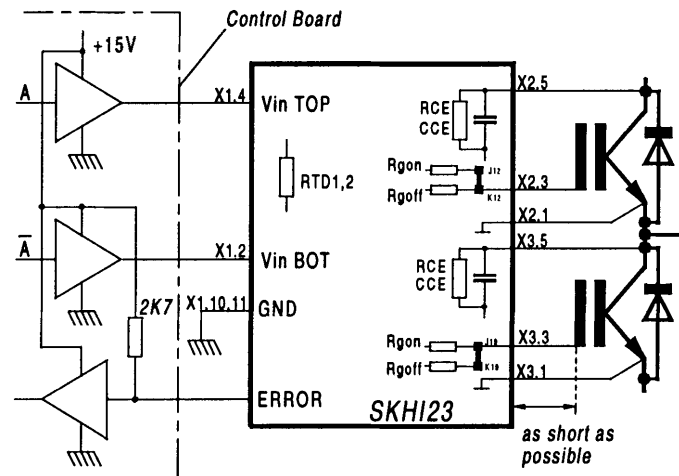 Control Board
+15V
A
X1.4
Vin TOP
RCE
CCE
X2.5
RTD1,2
Rgon
J12
Rgoff
K12
X2.3
X2.1
A
X1.2
Vin BOT
RCE
CCE
X3.5
2K7
X1,10,11
GND
Rgon
J19
Rgoff
K19
X3.3
X3.1
ERROR
SKHI23
as short as
possible